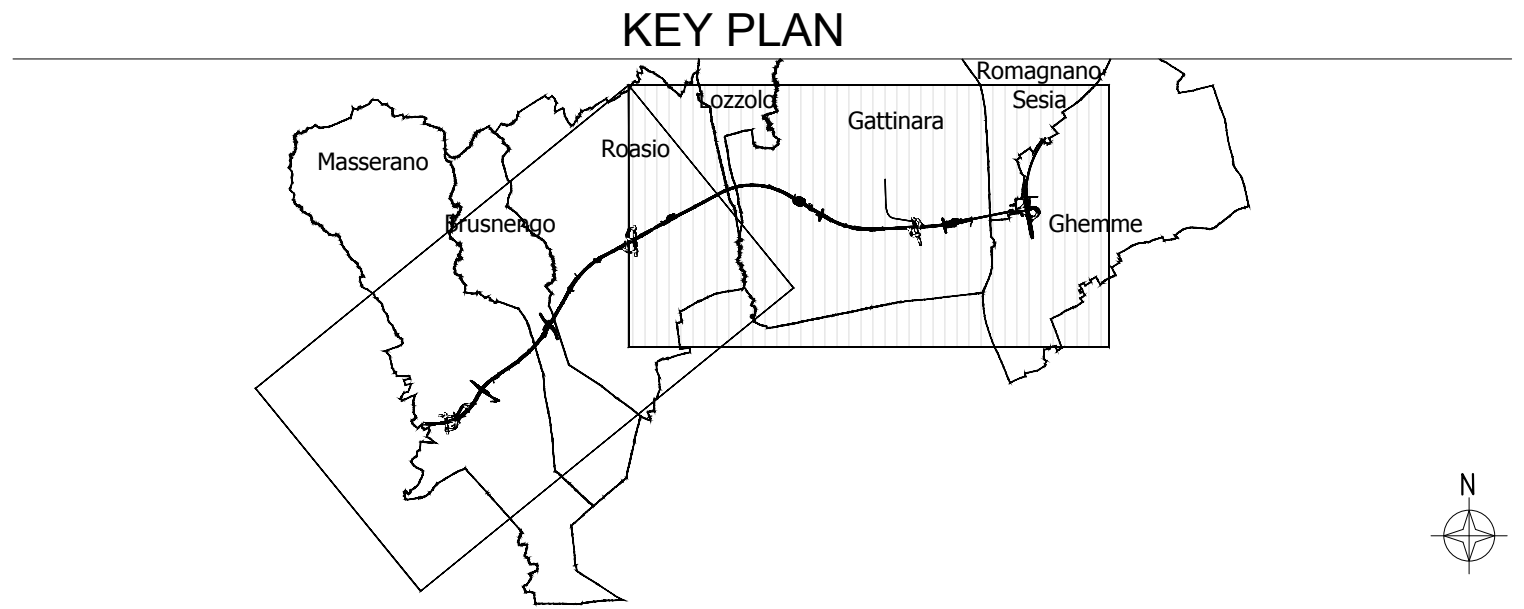 KEY PLAN
Romagnano
Sesia
Lozzolo
Gattinara
Roasio
Masserano
Brusnengo
Ghemme
N